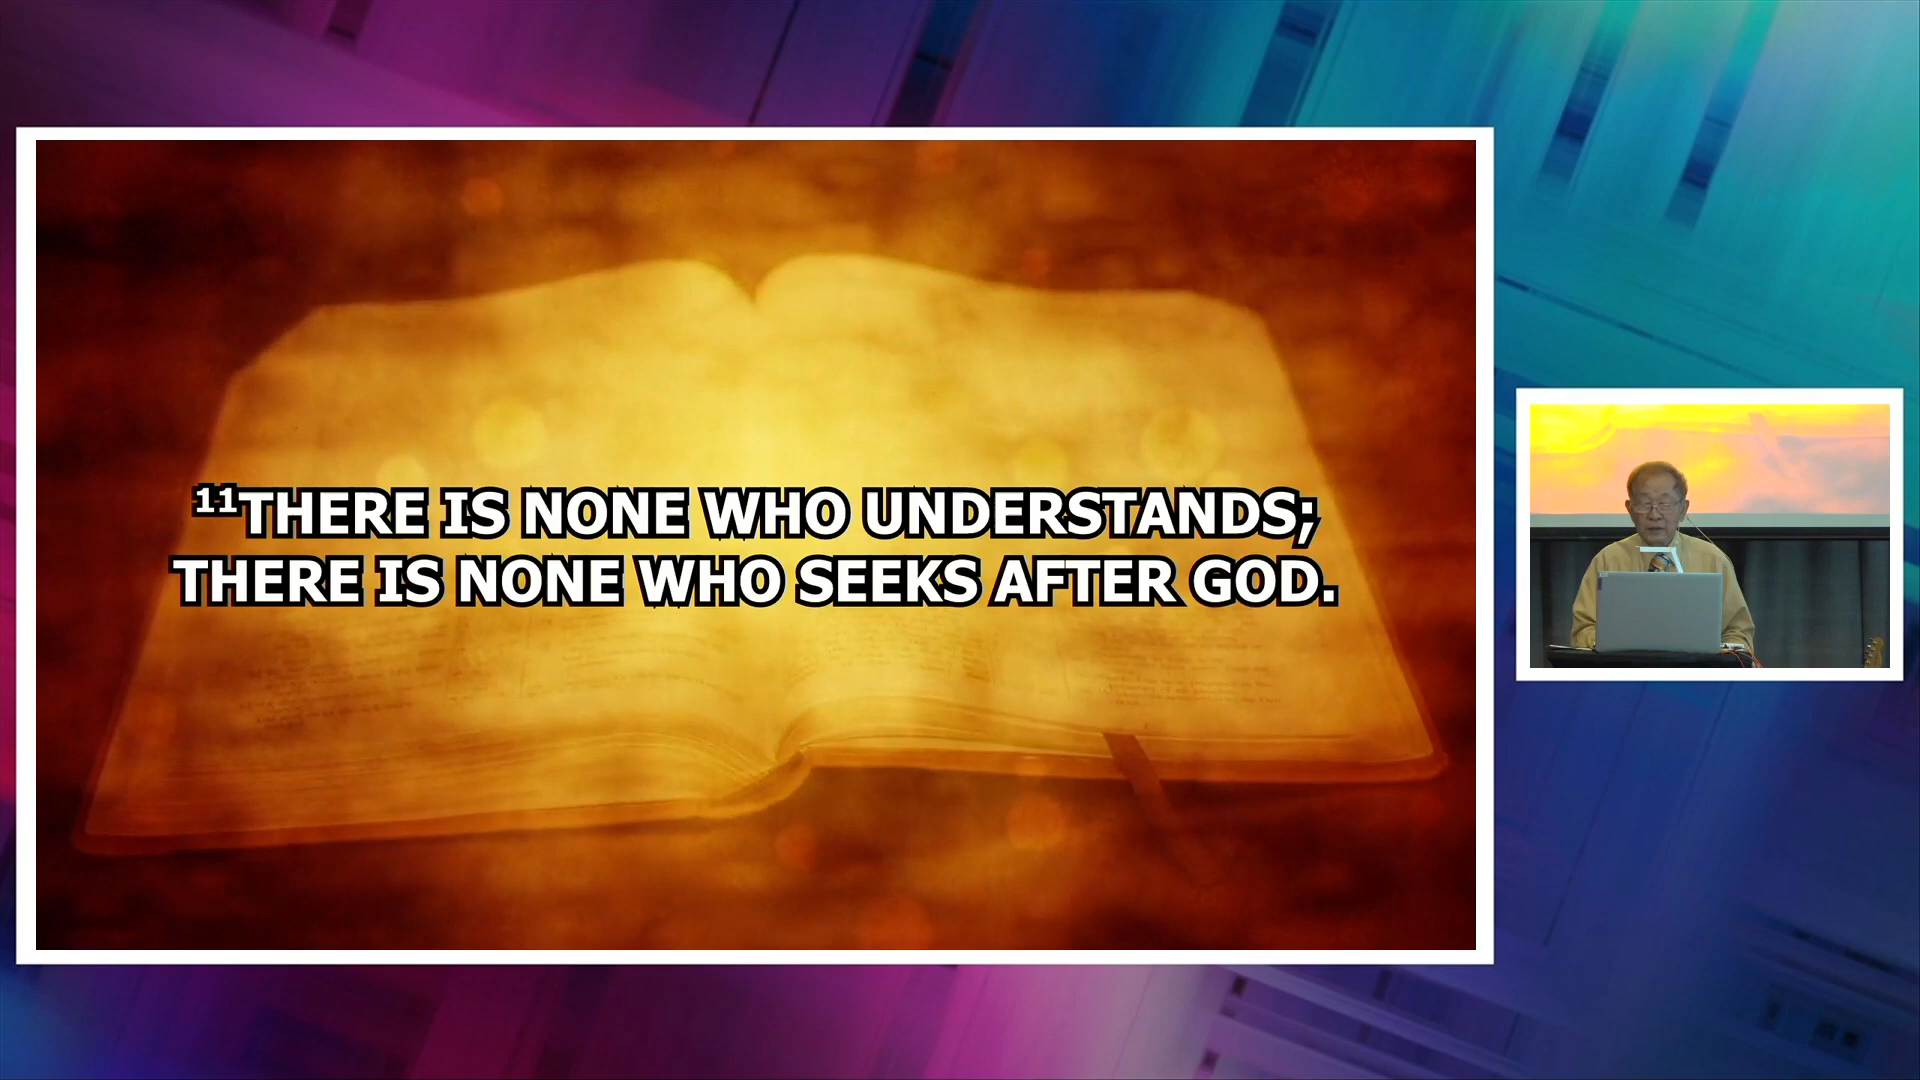 ¹¹THERE IS NONE WHO UNDERSTANDS;
THERE IS NONE WHO SEEKS AFTER GOD.